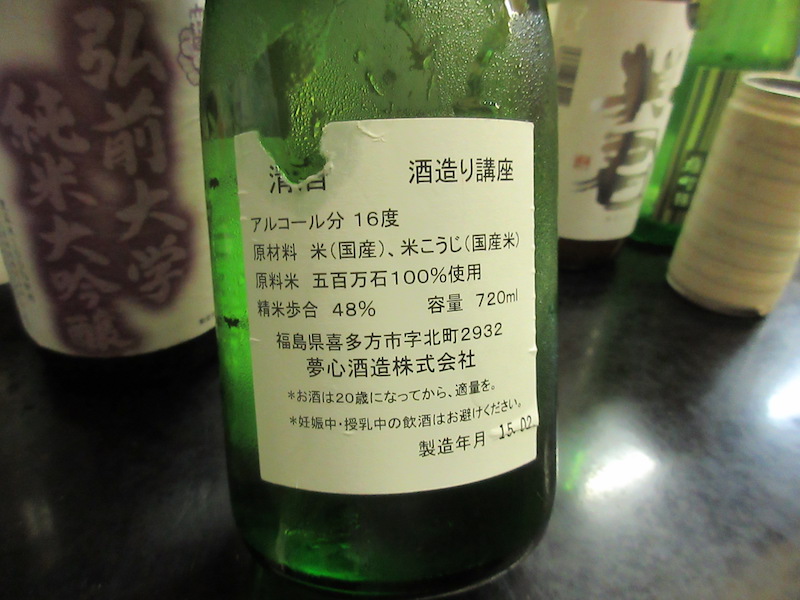 弘前大学
純米大吟醸
清酒 酒造り講座
アルコール分 16度
原材料 米(国産)、米こうじ(国産米)
原料米 五百万石100%使用
精米歩合 48% 容量 720ml
福島県喜多方市字北町2932
夢心酒造株式会社
*お酒は20歳になってから、適量を。
*妊娠中・授乳中の飲酒はお避けください。
製造年月 15.02